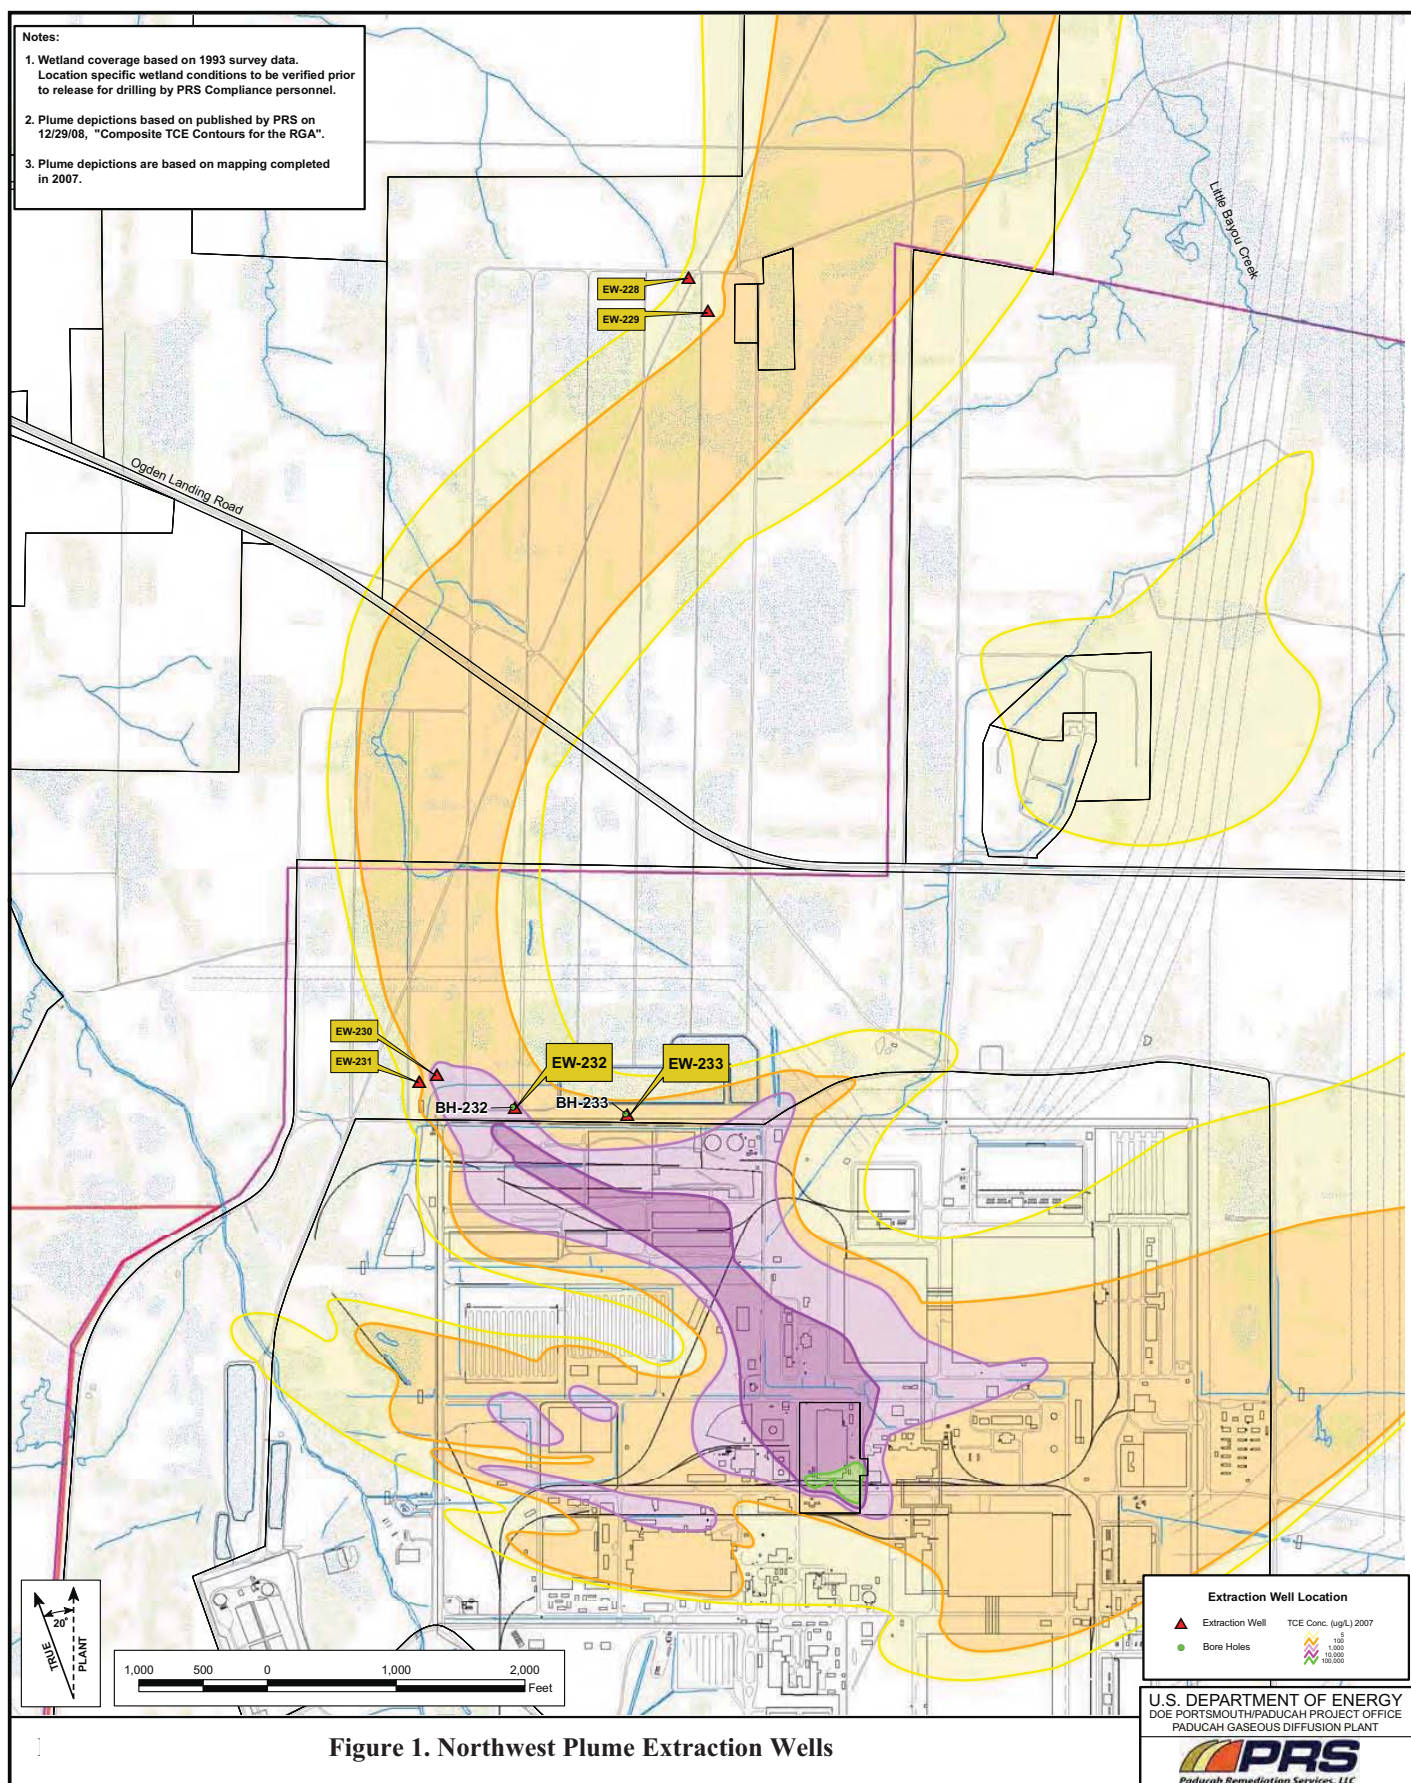 Notes:
1. Wetland coverage based on 1993 survey data.
Location specific wetland conditions to be verified prior
to release for drilling by PRS Compliance personnel.
2. Plume depictions based on published by PRS on
12/29/08, "Composite TCE Contours for the RGA".
3. Plume depictions are based on mapping completed
in 2007.
Little Bayou Creek
EW-228
EW-229
Ogden Landing Road
EW-230
EW-231
EW-232
EW-233
BH-232
BH-233
TRUE
20°
PLANT
1,000 500 0 1,000 2,000
Feet
Extraction Well Location
Extraction Well
Bore Holes
TCE Conc. (ug/L) 2007
5
100
1,000
10,000
100,000
U.S. DEPARTMENT OF ENERGY
DOE PORTSMOUTH/PADUCAH PROJECT OFFICE
PADUCAH GASEOUS DIFFUSION PLANT
PRS
Paducah Remediation Services, LLC
Figure 1. Northwest Plume Extraction Wells